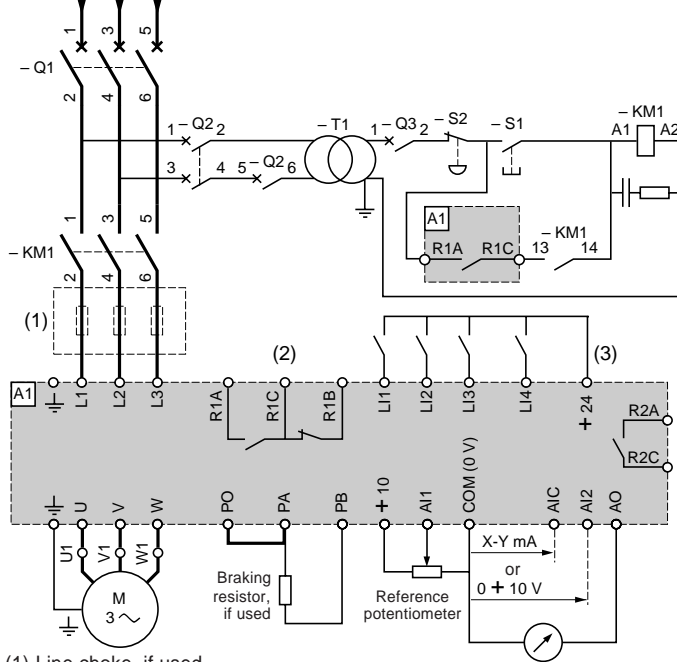 1 3 5
– Q1
2 4 6
1 – Q2 2
– T1
1 – Q3 2
– S2
– S1
– KM1
A1 A2
3 4 5 – Q2 6
1 3 5
– KM1
2 4 6
A1
R1A R1C
13 – KM1 14
(1)
(2)
(3)
A1
L1 L2 L3
R1A R1C R1B
LI1 LI2 LI3 LI4 + 24
R2A
R2C
U V W
PO PA PB
+ 10 AI1 COM (0 V) AIC AI2 AO
U1 V1 W1
M
3
Braking
resistor,
if used
Reference
potentiometer
X-Y mA
or
0 + 10 V
(1) Line choke, if used